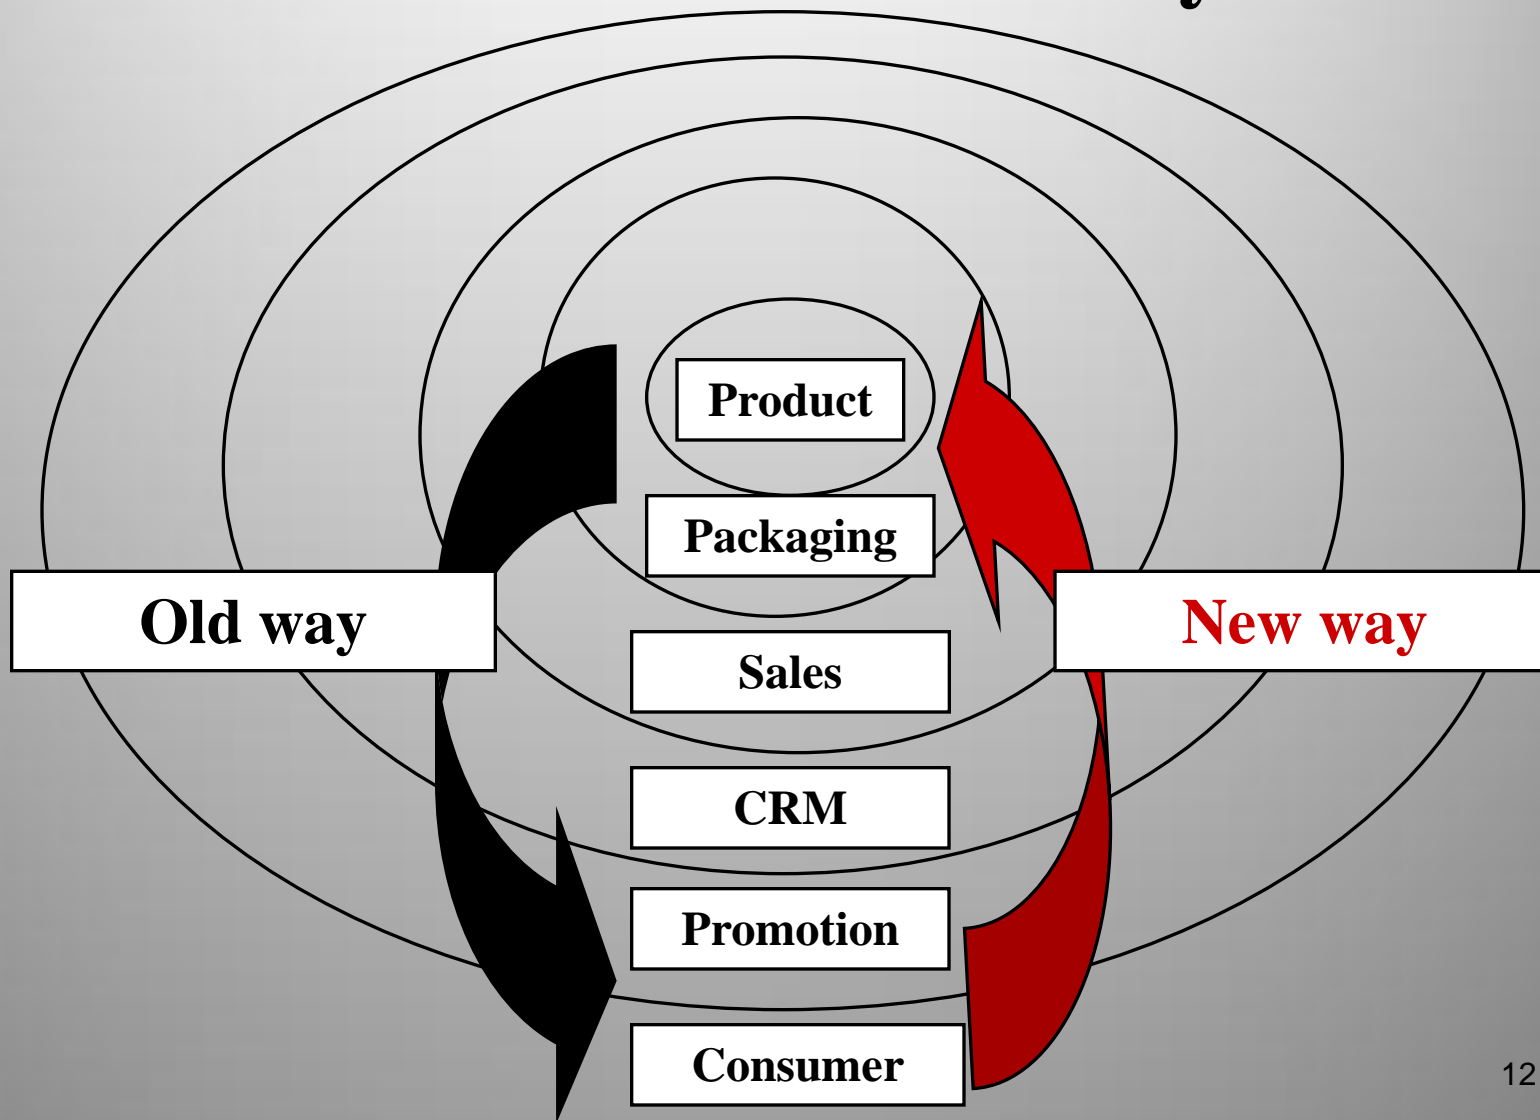 Product
Packaging
Old way
New way
Sales
CRM
Promotion
Consumer
12